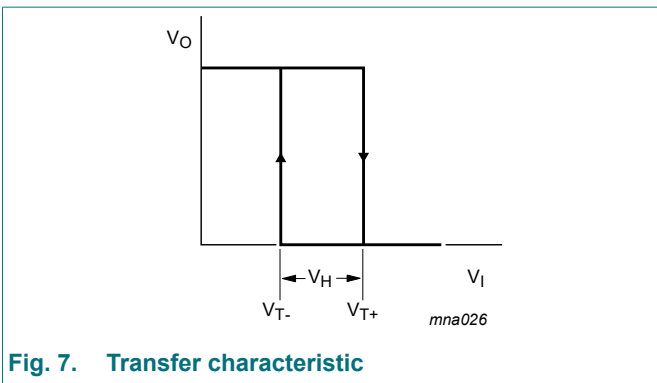 VO
VH
VI
VT-
VT+
mna026
Fig. 7. Transfer characteristic